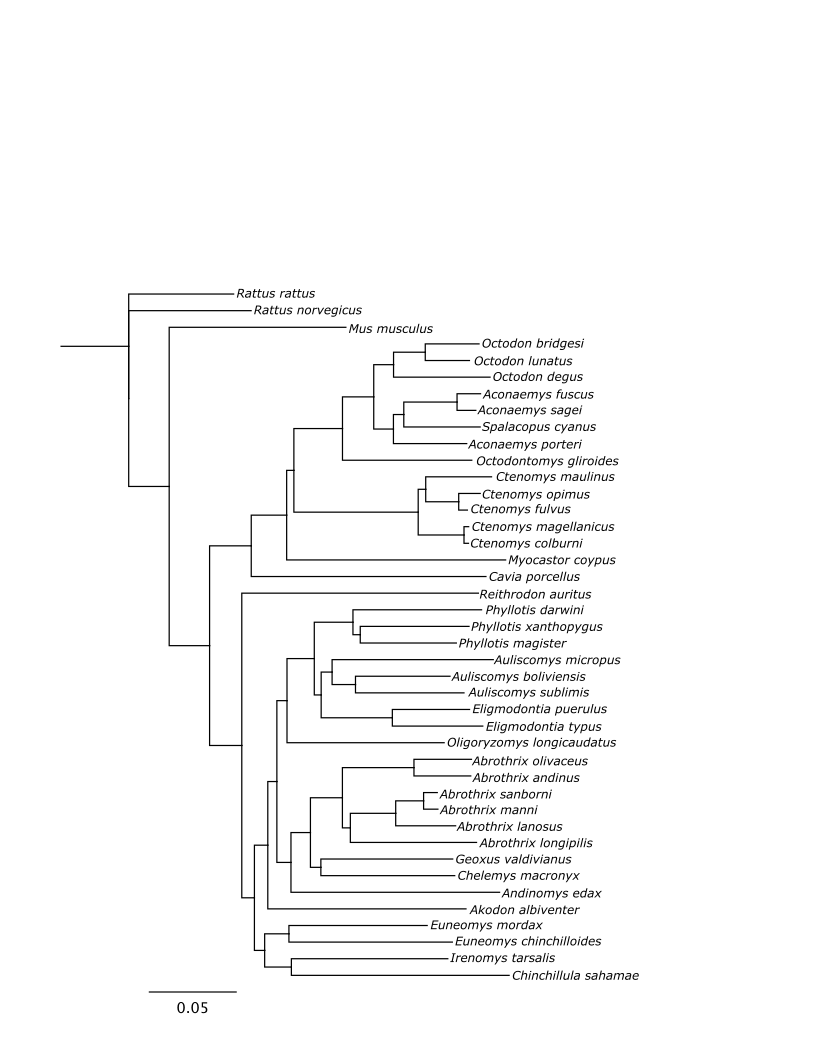 Rattus rattus
Rattus norvegicus
Mus musculus
Octodon bridgesi
Octodon lunatus
Octodon degus
Aconaemys fuscus
Aconaemys sagei
Spalacopus cyanus
Aconaemys porteri
Octodontomys gliroides
Ctenomys maulinus
Ctenomys opimus
Ctenomys fulvus
Ctenomys magellanicus
Ctenomys colburni
Myocastor coypus
Cavia porcellus
Reithrodon auritus
Phyllotis darwini
Phyllotis xanthopygus
Phyllotis magister
Auliscomys micropus
Auliscomys boliviensis
Auliscomys sublimis
Eligmodontia puerulus
Eligmodontia typus
Oligoryzomys longicaudatus
Abrothrix olivaceus
Abrothrix andinus
Abrothrix sanborni
Abrothrix manni
Abrothrix lanosus
Abrothrix longipilis
Geoxus valdivianus
Chelemys macronyx
Andinomys edax
Akodon albiventer
Euneomys mordax
Euneomys chinchilloides
Irenomys tarsalis
Chinchillula sahamae
0.05